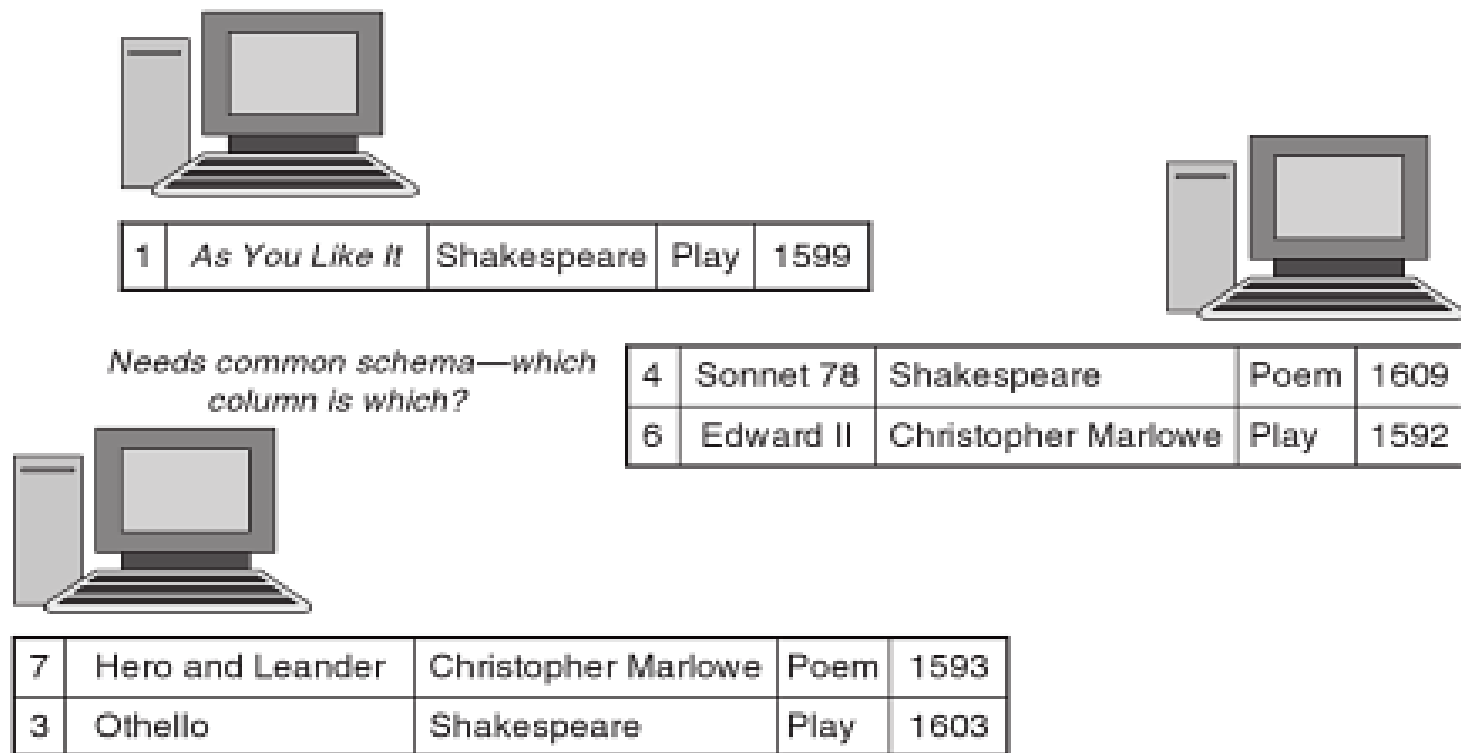 1 As You Like It Shakespeare Play 1599
Needs common schema—which
column is which?
4 Sonnet 78 Shakespeare Poem 1609
6 Edward II Christopher Marlowe Play 1592
7 Hero and Leander Christopher Marlowe Poem 1593
3 Othello Shakespeare Play 1603